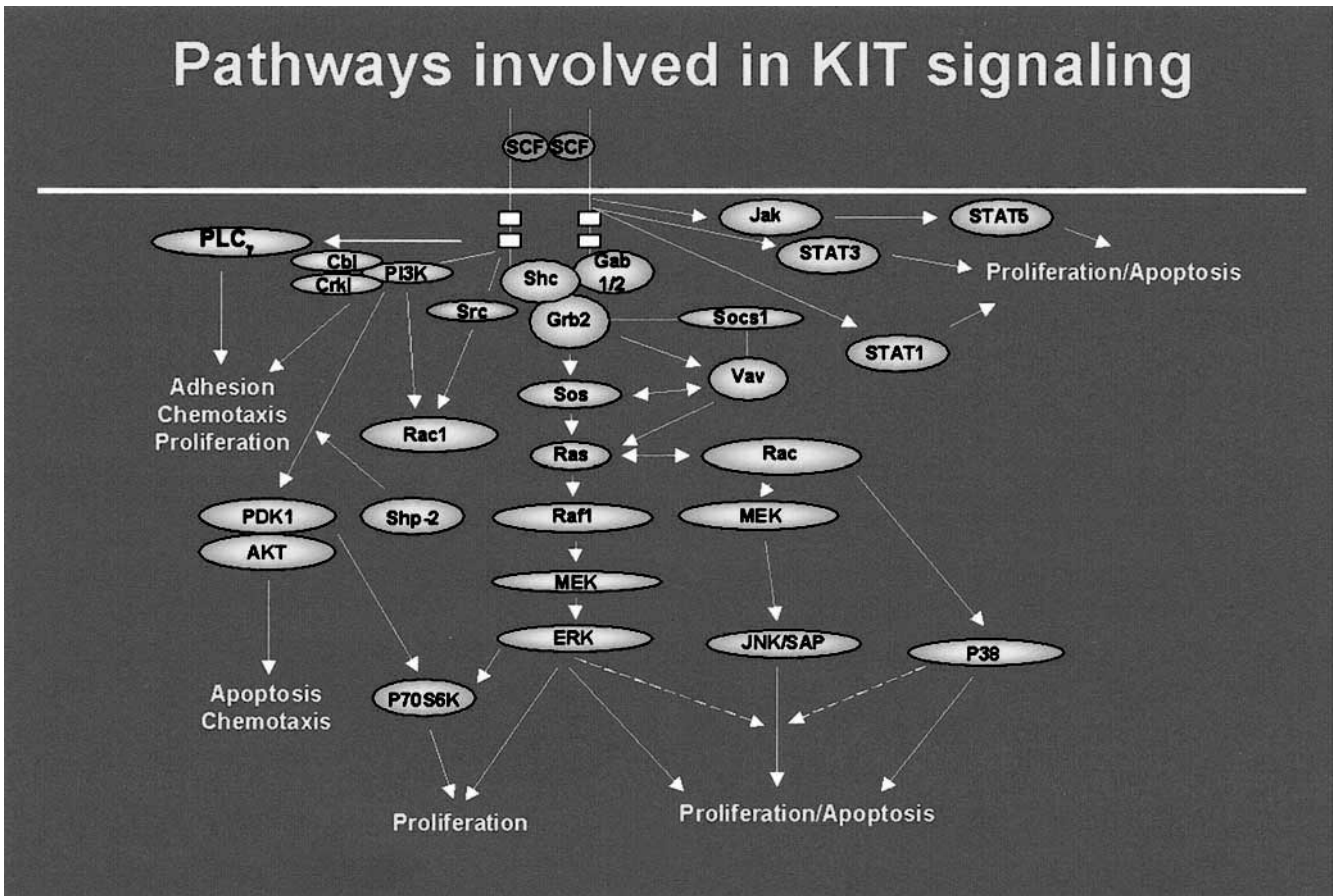 Pathways involved in KIT signaling
SCF SCF
Jak
STAT5
PLCγ
STAT3
Cbl
PI3K
Crkl
Shc
Gab
1/2
Proliferation/Apoptosis
Src
Grb2
Socs1
STAT1
Adhesion
Chemotaxis
Proliferation
Sos
Vav
Rac1
Ras
Rac
PDK1
Shp-2
Raf1
MEK
AKT
MEK
ERK
JNK/SAP
P38
Apoptosis
Chemotaxis
P70S6K
Proliferation
Proliferation/Apoptosis